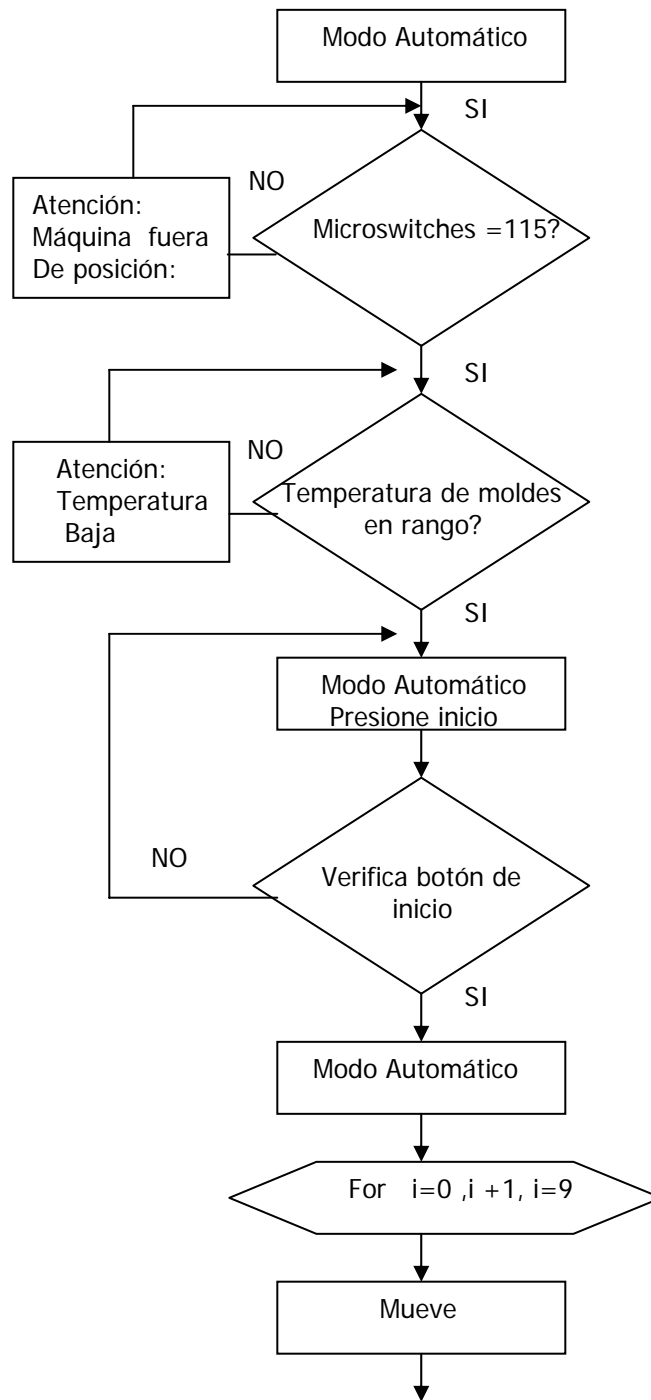 Modo Automático
SI
NO
Atención:
Máquina fuera
De posición:
Microswitches =115?
SI
NO
Atención:
Temperatura
Baja
Temperatura de moldes
en rango?
SI
Modo Automático
Presione inicio
NO
Verifica botón de
inicio
SI
Modo Automático
For i=0 ,i +1, i=9
Mueve